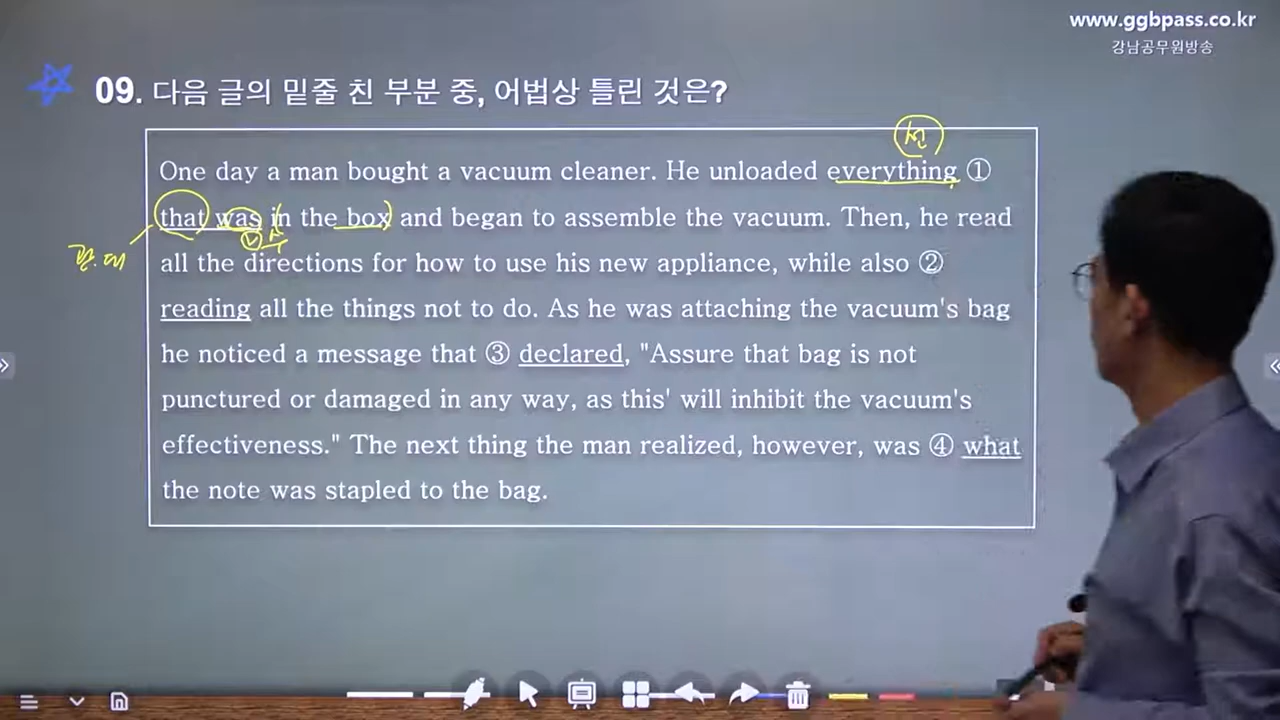 www.ggbpass.co.kr
강남공무원방송
09. 다음 글의 밑줄 친 부분 중, 어법상 틀린 것은?
선
One day a man bought a vacuum cleaner. He unloaded everything ①
that was in the box and began to assemble the vacuum. Then, he read
관.대
all the directions for how to use his new appliance, while also ②
reading all the things not to do. As he was attaching the vacuum's bag
he noticed a message that ③ declared, "Assure that bag is not
punctured or damaged in any way, as this' will inhibit the vacuum's
effectiveness." The next thing the man realized, however, was ④ what
the note was stapled to the bag.